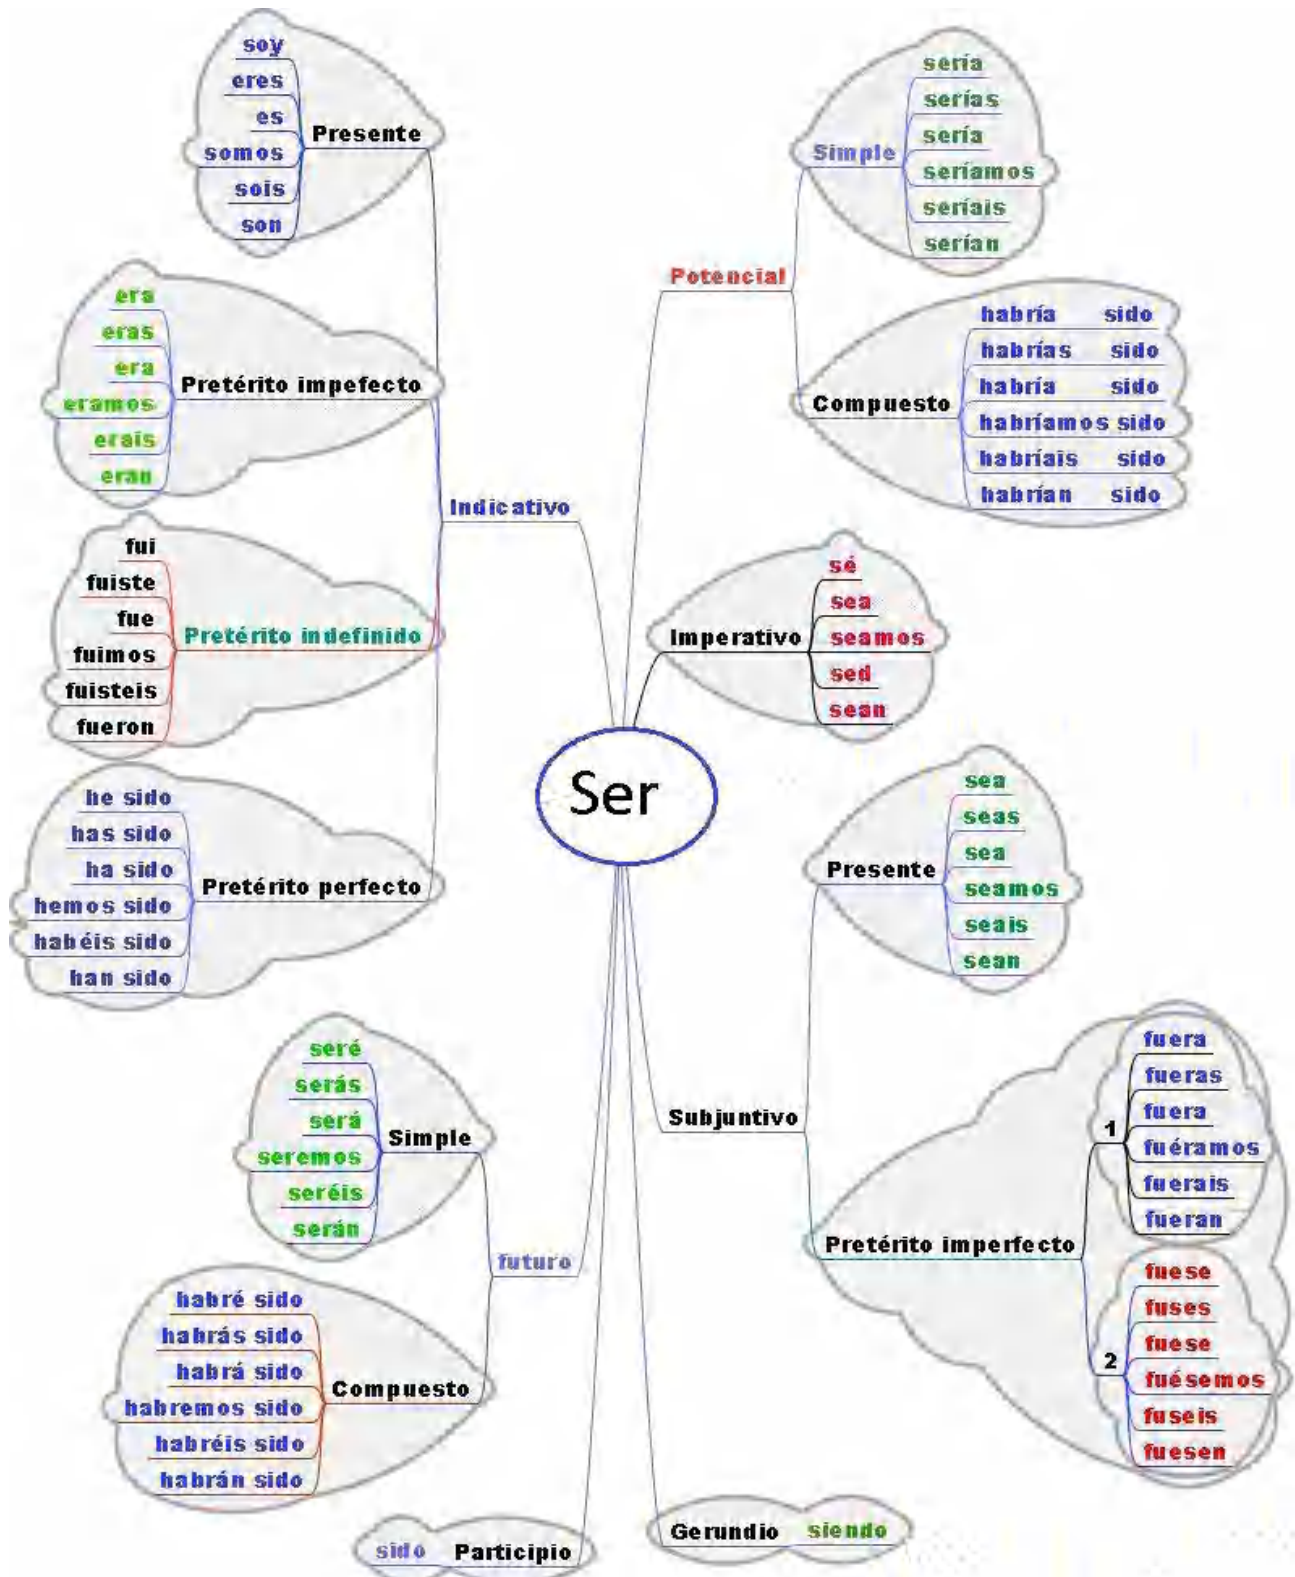 Ser
Indicativo
Presente
soy
eres
es
somos
sois
son
Pretérito impefecto
era
eras
era
eramos
erais
eran
Pretérito indefinido
fui
fuiste
fue
fuimos
fuisteis
fueron
Pretérito perfecto
he sido
has sido
ha sido
hemos sido
habéis sido
han sido
futuro
Simple
seré
serás
será
seremos
seréis
serán
Compuesto
habré sido
habrás sido
habrá sido
habremos sido
habréis sido
habrán sido
Participio
sido
Potencial
Simple
sería
serías
sería
seríamos
seríais
serían
Compuesto
habría sido
habrías sido
habría sido
habríamos sido
habríais sido
habrían sido
Imperativo
sé
sea
seamos
sed
sean
Subjuntivo
Presente
sea
seas
sea
seamos
seais
sean
Pretérito imperfecto
1
fuera
fueras
fuera
fuéramos
fuerais
fueran
2
fuese
fuses
fuese
fuésemos
fuseis
fuesen
Gerundio
siendo